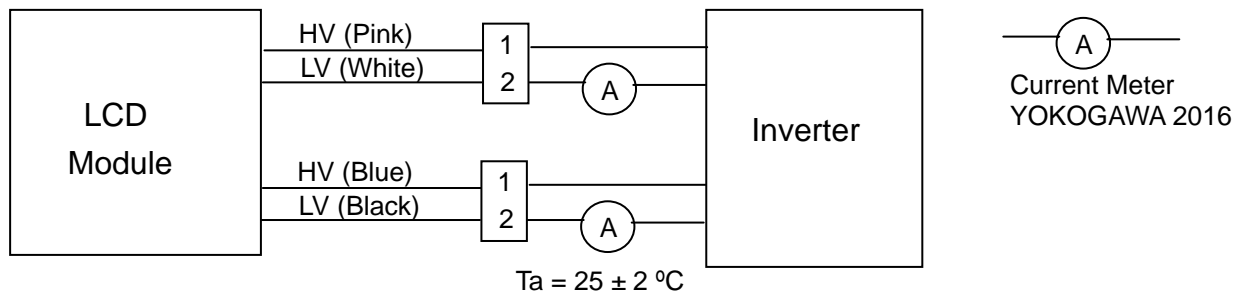 LCD
Module
HV (Pink)
LV (White)
1
2
A
HV (Blue)
LV (Black)
1
2
A
Ta = 25 ± 2 ºC
Inverter
A
Current Meter
YOKOGAWA 2016